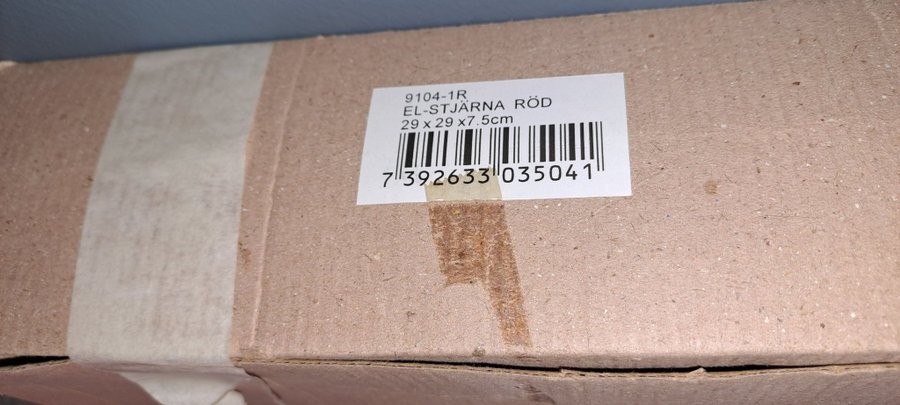 9104-1R
EL-STJÄRNA RÖD
29 x 29 x7.5cm
7 392633 035041